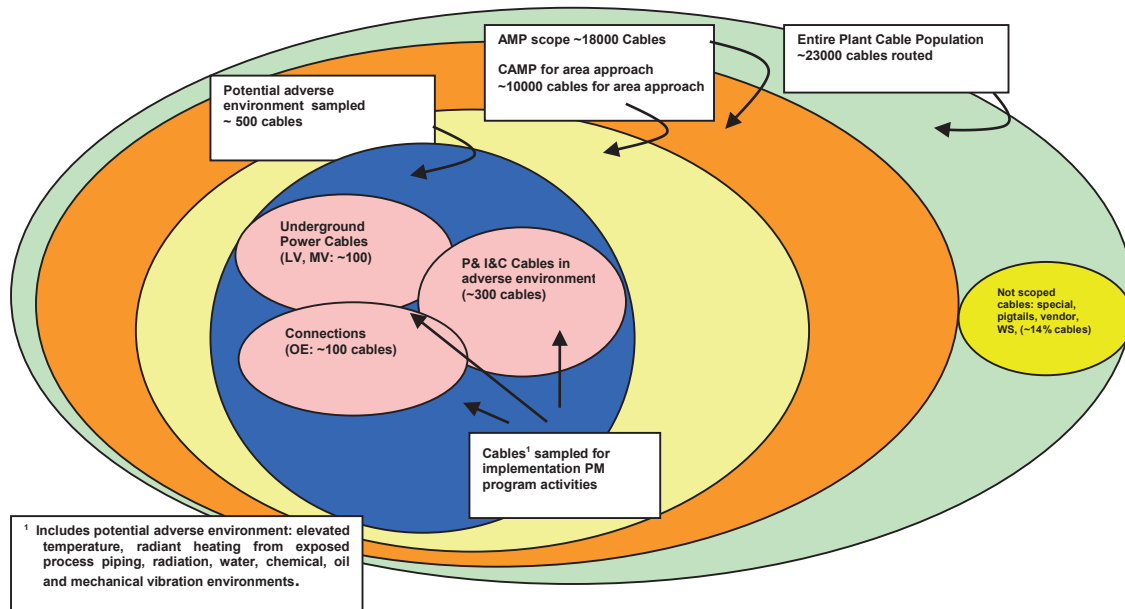 AMP scope ~18000 Cables
CAMP for area approach
~10000 cables for area approach
Entire Plant Cable Population
~23000 cables routed
Potential adverse
environment sampled
~ 500 cables
Underground
Power Cables
(LV, MV: ~100)
P& I&C Cables in
adverse environment
(~300 cables)
Connections
(OE: ~100 cables)
Not scoped
cables: special,
pigtails, vendor,
WS, (~14% cables)
Cables¹ sampled for
implementation PM
program activities
¹ Includes potential adverse environment: elevated
temperature, radiant heating from exposed
process piping, radiation, water, chemical, oil
and mechanical vibration environments.